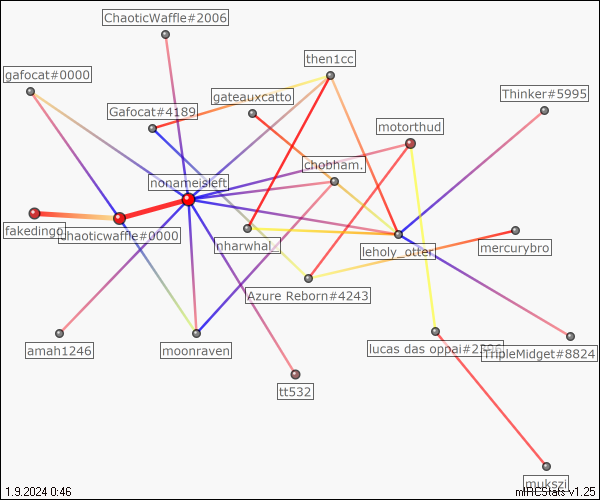 ChaoticWaffle#2006
then1cc
gafocat#0000
gateauxcatto
Thinker#5995
Gafocat#4189
motorthud
chobham.
nonameisleft
fakedingo
chaoticwaffle#0000
nharwhal_
leholy_otter
mercurybro
Azure Reborn#4243
amah1246
moonraven
lucas das oppai#2
TripleMidget#8824
tt532
mukszi
1.9.2024 0:46
mIRCStats v1.25